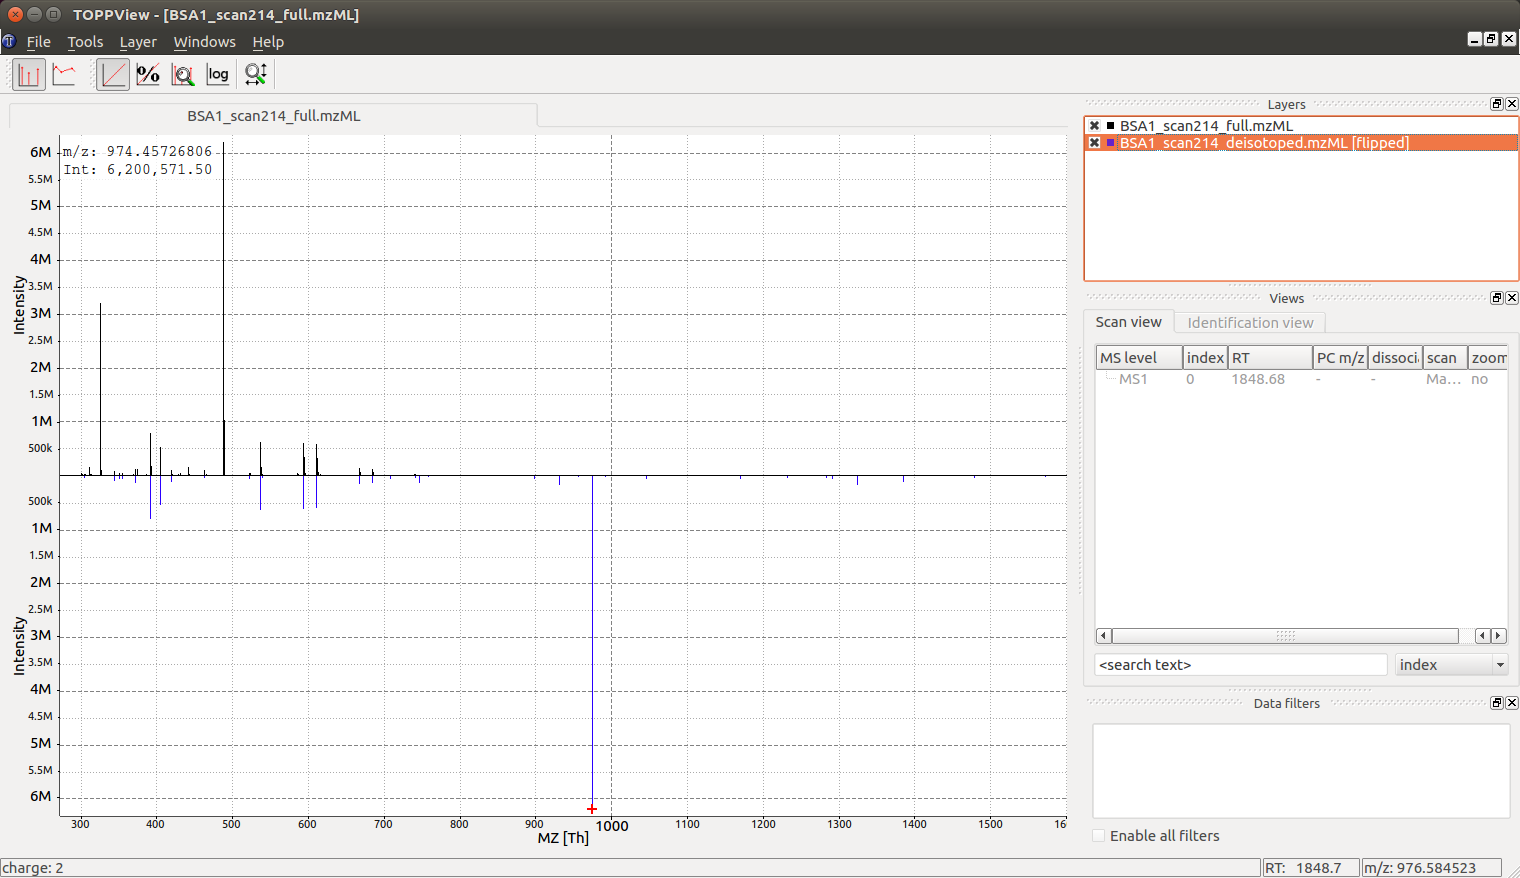 TOPPView - [BSA1_scan214_full.mzML]
File Tools Layer Windows Help
% log
BSA1_scan214_full.mzML
m/z: 974.45726806
Int: 6,200,571.50
6M
5.5M
5M
4.5M
4M
3.5M
3M
2.5M
2M
1.5M
1M
500k
Intensity
500k
1M
1.5M
2M
2.5M
3M
3.5M
4M
4.5M
5M
5.5M
6M
Intensity
300 400 500 600 700 800 900 1000 1100 1200 1300 1400 1500 16
MZ [Th]
Layers
BSA1_scan214_full.mzML
BSA1_scan214_deisotoped.mzML [flipped]
Views
Scan view Identification view
MS level index RT PC m/z dissoci scan zoom
MS1 0 1848.68 - - Ma... no
<search text> index
Data filters
Enable all filters
charge: 2 RT: 1848.7 m/z: 976.584523